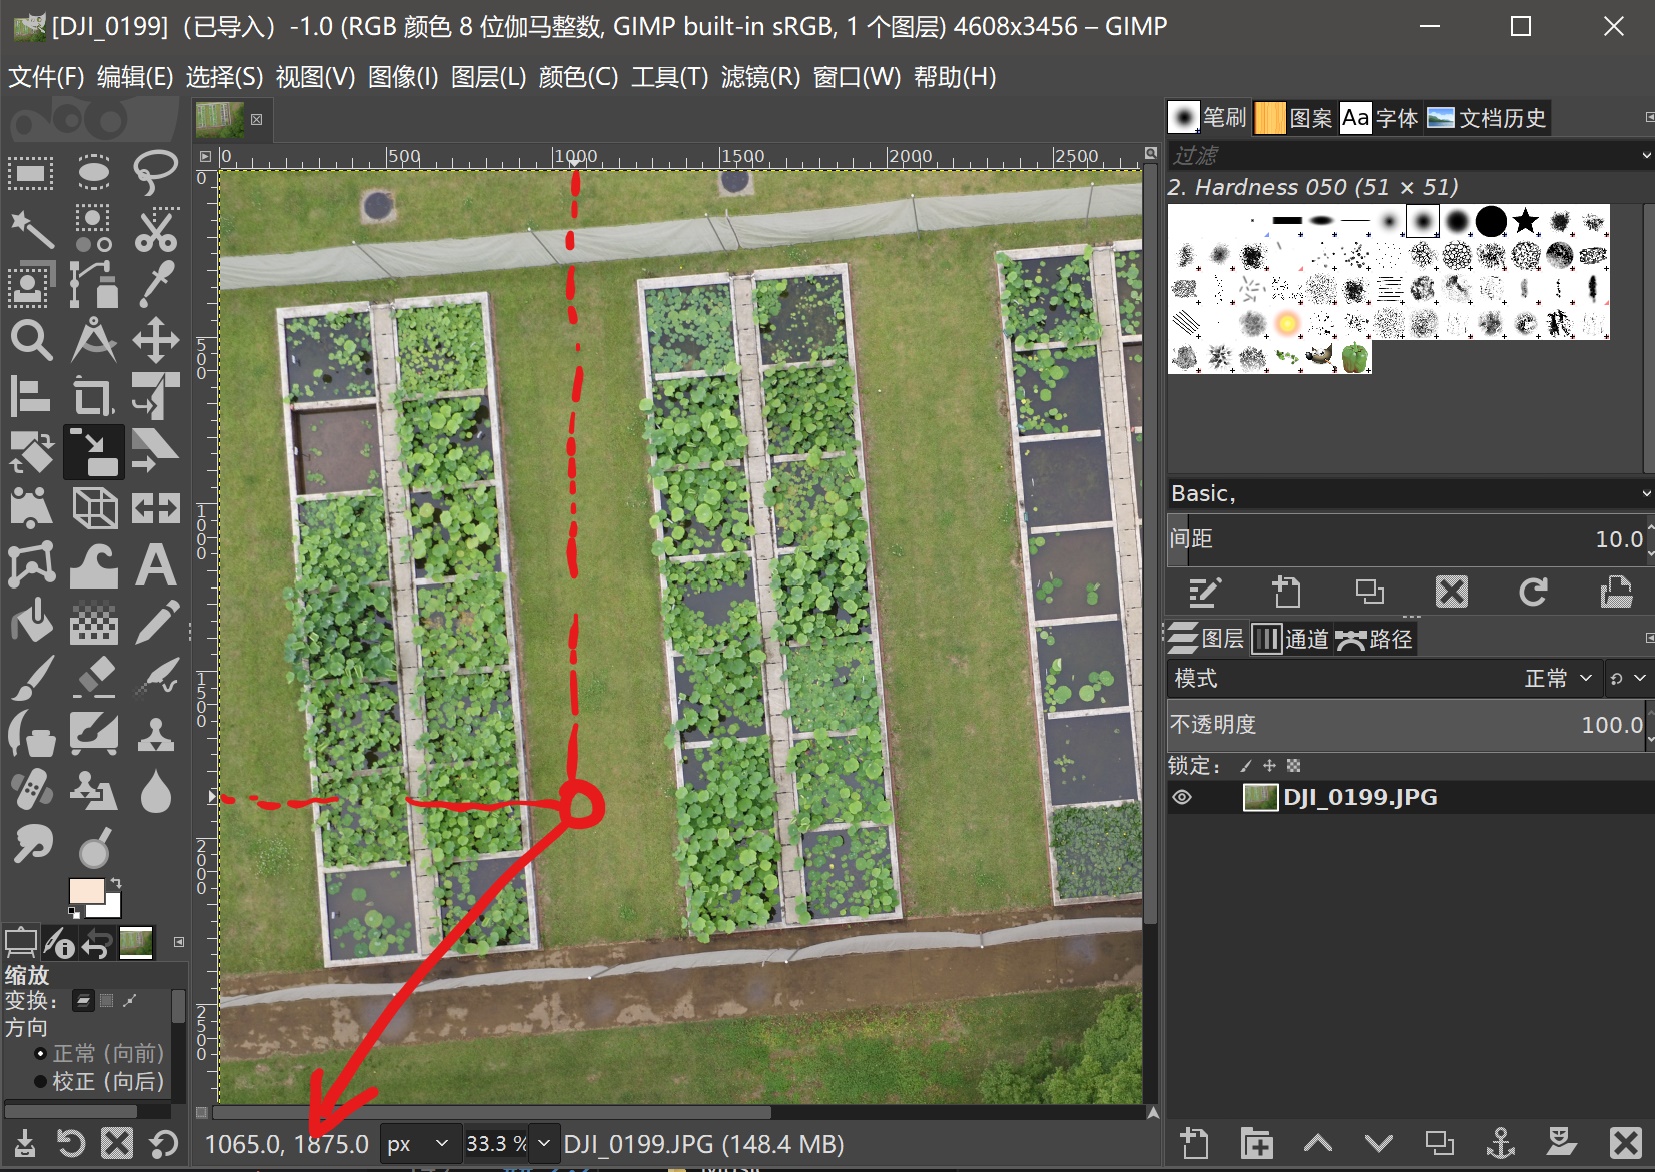 [DJI_0199]（已导入）-1.0 (RGB 颜色 8 位伽马整数, GIMP built-in sRGB, 1 个图层) 4608x3456 – GIMP
文件(F) 编辑(E) 选择(S) 视图(V) 图像(I) 图层(L) 颜色(C) 工具(T) 滤镜(R) 窗口(W) 帮助(H)
笔刷 Aa 图案 字体 文档历史
0 500 1000 1500 2000 2500
过滤
2. Hardness 050 (51 × 51)
0
500
1000
1500
2000
2500
Basic,
间距 10.0
图层 通道 路径
模式 正常
不透明度 100.0
锁定：
DJI_0199.JPG
缩放
变换：
方向
正常 (向前)
校正 (向后)
1065.0, 1875.0 px 33.3 % DJI_0199.JPG (148.4 MB)